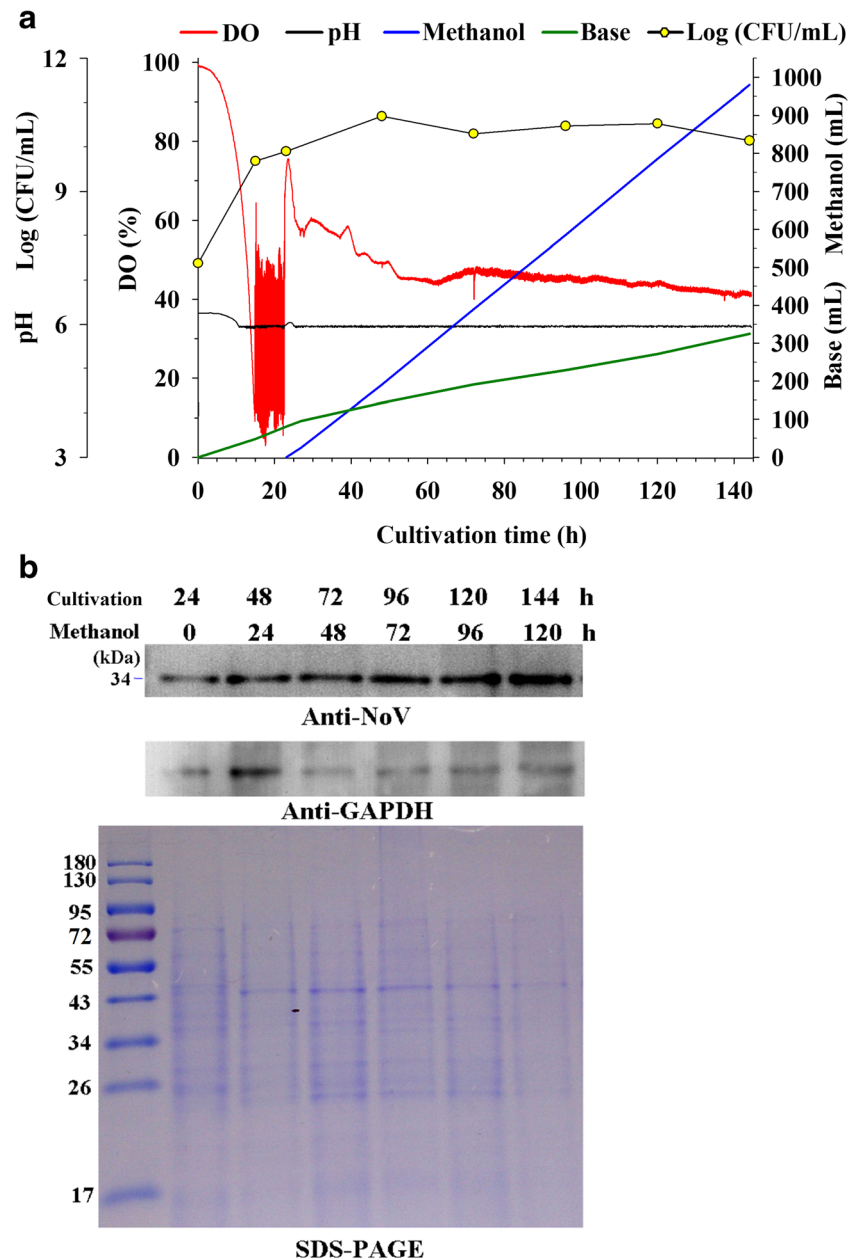 a
DO pH Methanol Base Log (CFU/mL)
12 100 1000
900
80 800
9 700
60 600
500
40 400
6 300
20 200
100
3 0 0
pH Log (CFU/mL)
DO (%)
Base (mL) Methanol (mL)
0 20 40 60 80 100 120 140
Cultivation time (h)
b
Cultivation 24 48 72 96 120 144 h
Methanol 0 24 48 72 96 120 h
(kDa)
34
Anti-NoV
Anti-GAPDH
180
130
95
72
55
43
34
26
17
SDS-PAGE